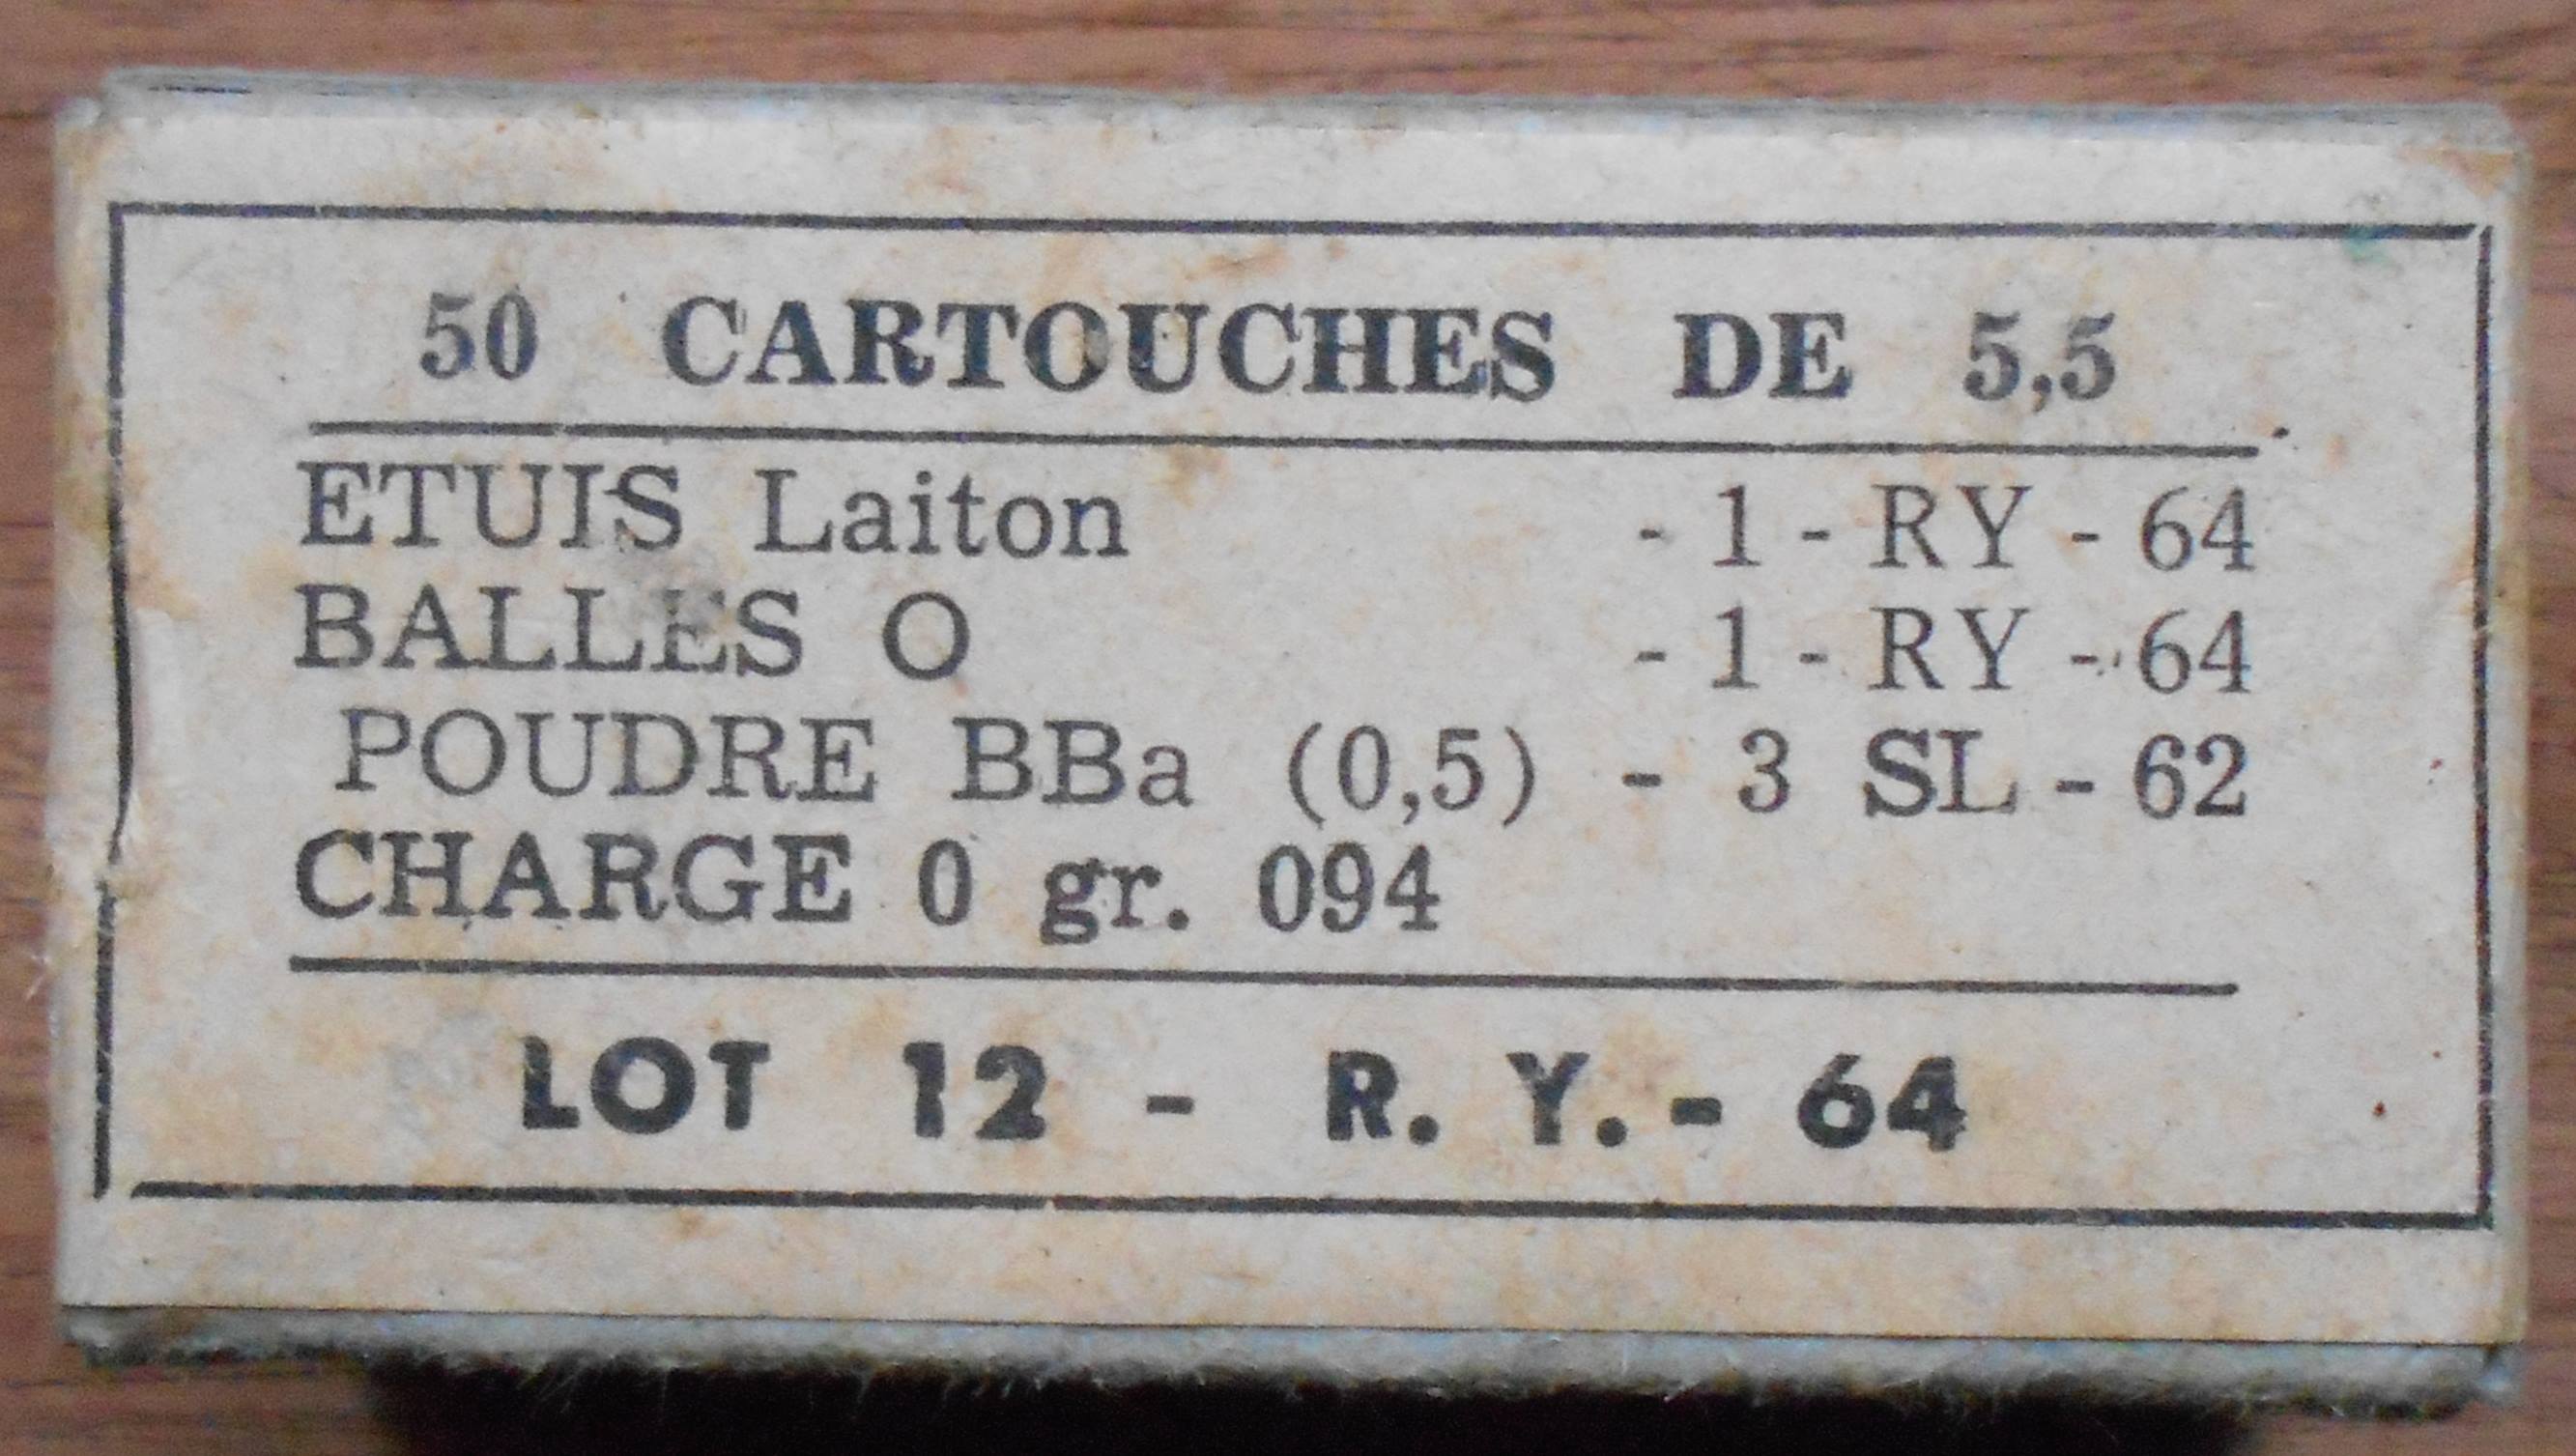 50 CARTOUCHES DE 5,5
ETUIS Laiton - 1 - RY - 64
BALLES O - 1 - RY - 64
POUDRE BBa (0,5) - 3 SL - 62
CHARGE 0 gr. 094
LOT 12 - R. Y. - 64